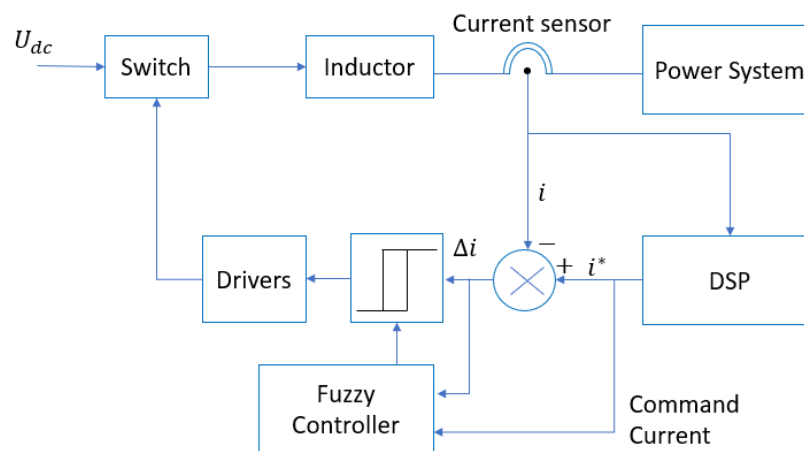 Current sensor
U_dc
Switch
Inductor
Power System
i
−
Δi
+
i*
Drivers
DSP
Fuzzy
Controller
Command
Current